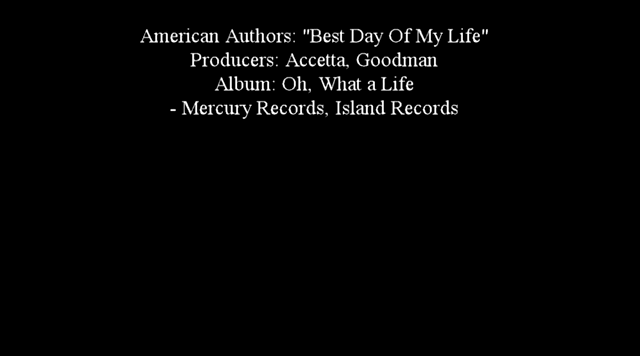 American Authors: "Best Day Of My Life"
Producers: Accetta, Goodman
Album: Oh, What a Life
- Mercury Records, Island Records